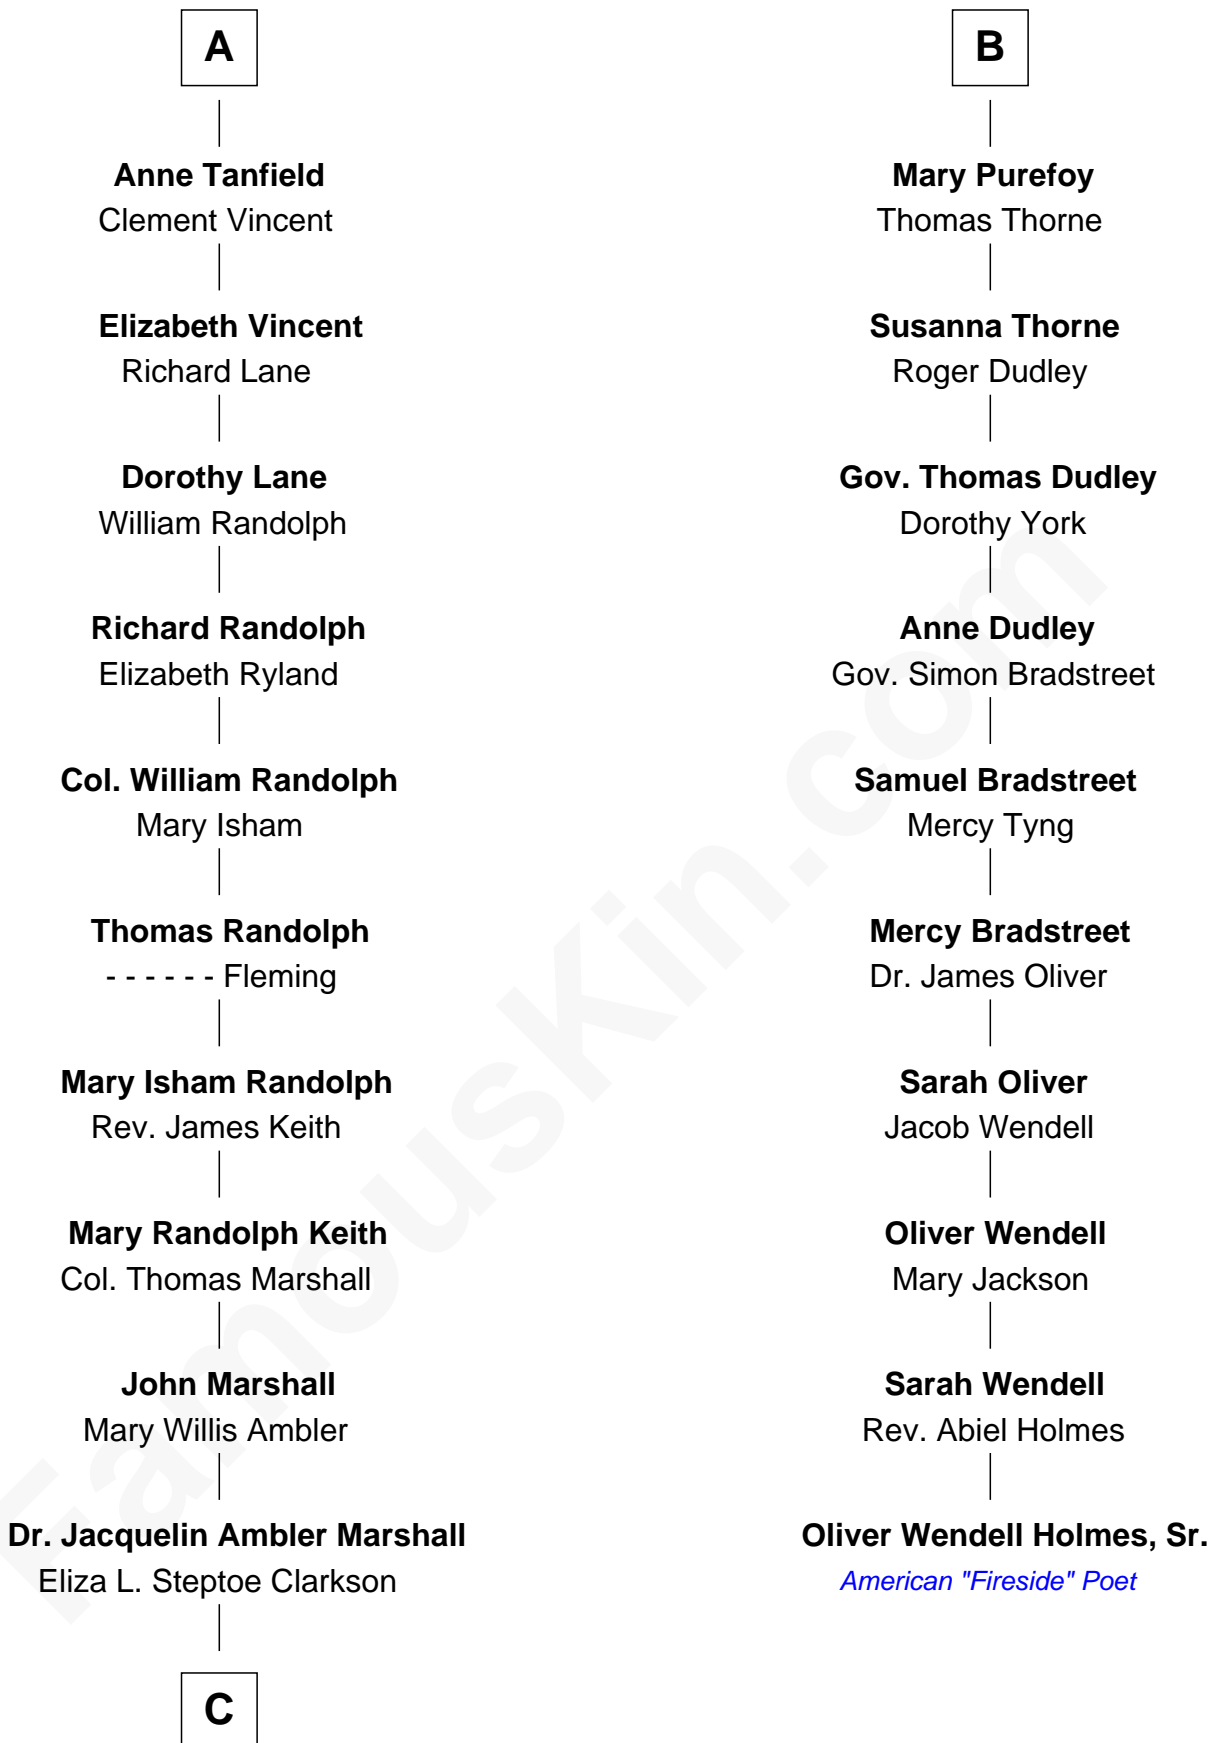 A
Anne Tanfield
Clement Vincent
Elizabeth Vincent
Richard Lane
Dorothy Lane
William Randolph
Richard Randolph
Elizabeth Ryland
Col. William Randolph
Mary Isham
Thomas Randolph
- - - - - - Fleming
Mary Isham Randolph
Rev. James Keith
Mary Randolph Keith
Col. Thomas Marshall
John Marshall
Mary Willis Ambler
Dr. Jacquelin Ambler Marshall
Eliza L. Steptoe Clarkson
C
B
Mary Purefoy
Thomas Thorne
Susanna Thorne
Roger Dudley
Gov. Thomas Dudley
Dorothy York
Anne Dudley
Gov. Simon Bradstreet
Samuel Bradstreet
Mercy Tyng
Mercy Bradstreet
Dr. James Oliver
Sarah Oliver
Jacob Wendell
Oliver Wendell
Mary Jackson
Sarah Wendell
Rev. Abiel Holmes
Oliver Wendell Holmes, Sr.
American "Fireside" Poet
FamousKin.com